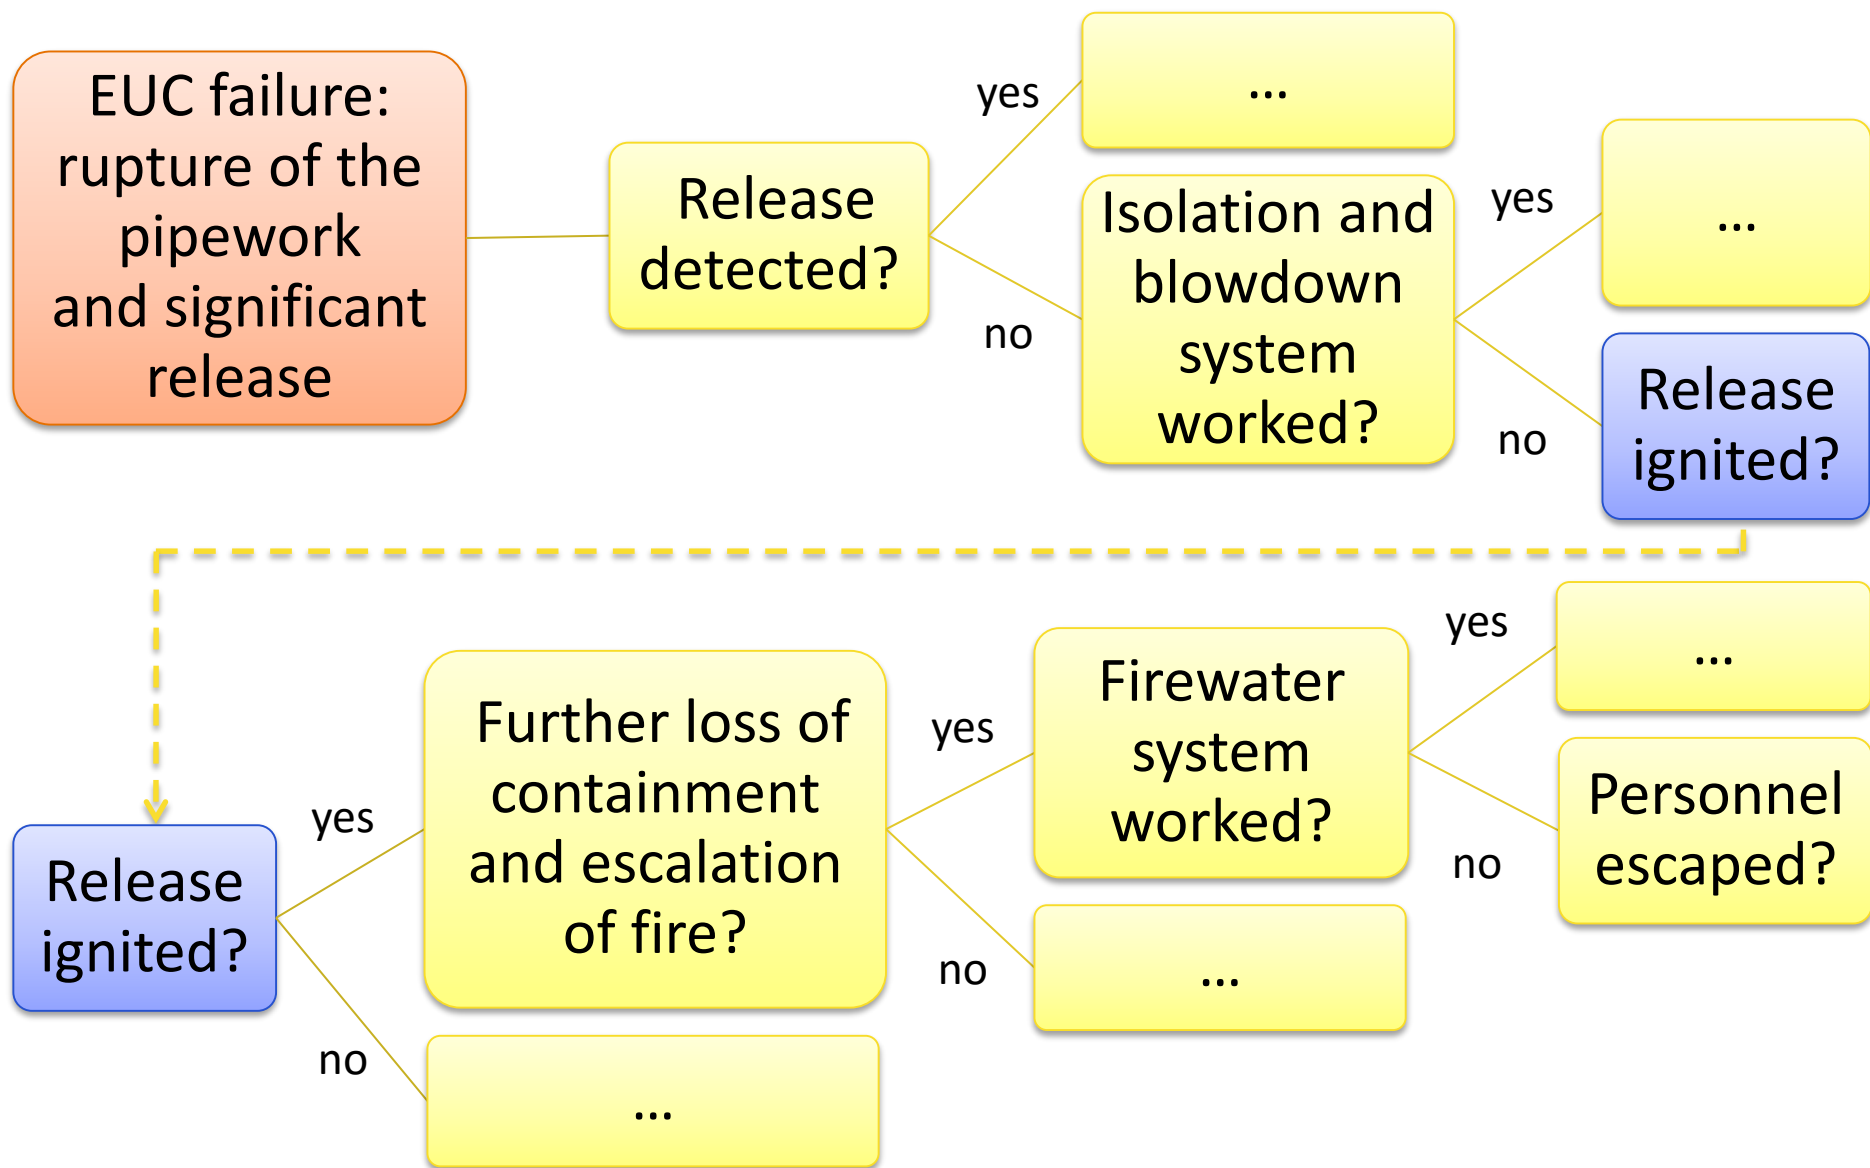 EUC failure:
rupture of the
pipework
and significant
release
Release
detected?
yes
...
no
Isolation and
blowdown
system
worked?
yes
...
no
Release
ignited?
Release
ignited?
yes
Further loss of
containment
and escalation
of fire?
no
...
yes
Firewater
system
worked?
no
...
yes
...
no
Personnel
escaped?